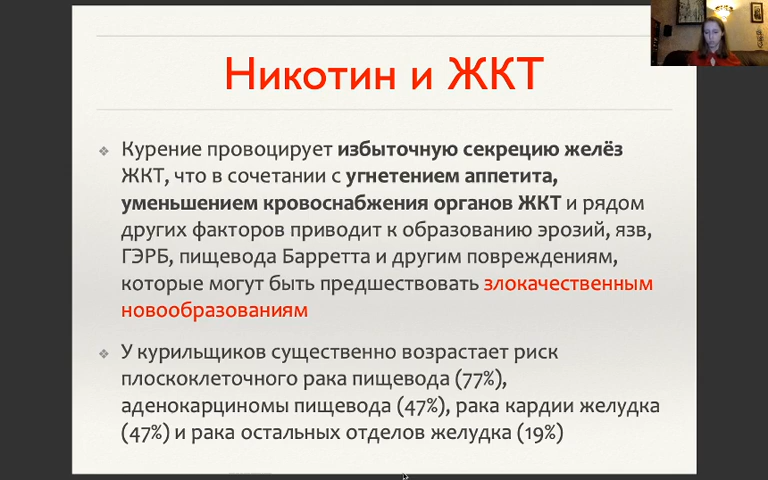 Никотин и ЖКТ
Курение провоцирует избыточную секрецию желёз
ЖКТ, что в сочетании с угнетением аппетита,
уменьшением кровоснабжения органов ЖКТ и рядом
других факторов приводит к образованию эрозий, язв,
ГЭРБ, пищевода Барретта и другим повреждениям,
которые могут быть предшествовать злокачественным
новообразованиям
У курильщиков существенно возрастает риск
плоскоклеточного рака пищевода (77%),
аденокарциномы пищевода (47%), рака кардии желудка
(47%) и рака остальных отделов желудка (19%)